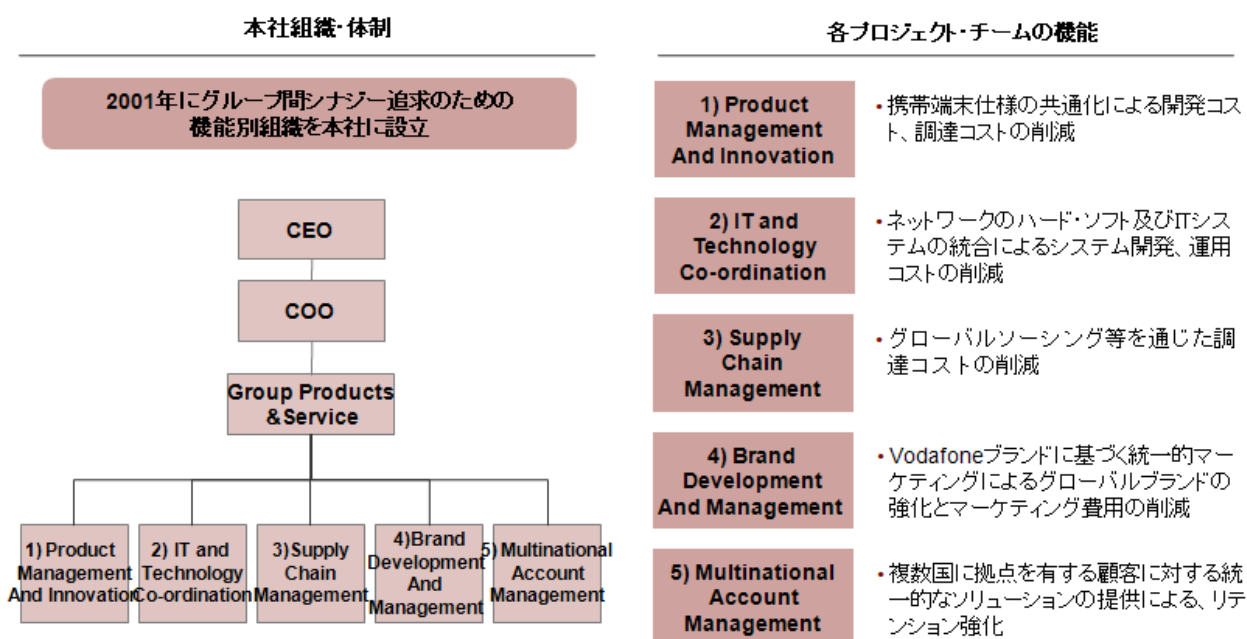 本社組織・体制
2001年にグループ間シナジー追求のための
機能別組織を本社に設立
CEO
COO
Group Products
&Service
1) Product
Management
And Innovation
2) IT and
Technology
Co-ordination
3)Supply
Chain
Management
4)Brand
Development
And
Management
5) Multinational
Account
Management
各プロジェクト・チームの機能
1) Product
Management
And Innovation
・携帯端末仕様の共通化による開発コス
ト、調達コストの削減
2) IT and
Technology
Co-ordination
・ネットワークのハード・ソフト及びITシス
テムの統合によるシステム開発、運用
コストの削減
3) Supply
Chain
Management
・グローバルソーシング等を通じた調
達コストの削減
4) Brand
Development
And Management
・Vodafoneブランドに基づく統一的マー
ケティングによるグローバルブランドの
強化とマーケティング費用の削減
5) Multinational
Account
Management
・複数国に拠点を有する顧客に対する統
一的なソリューションの提供による、リテ
ンション強化